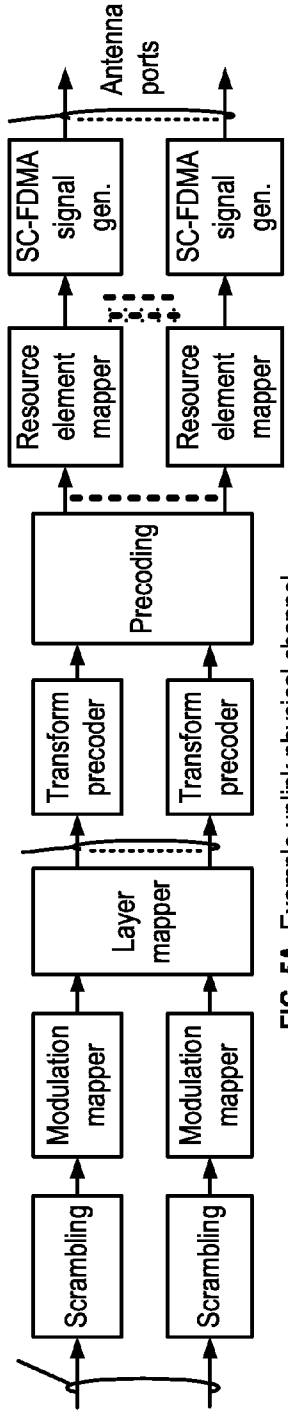 Scrambling
Scrambling
Modulation
mapper
Modulation
mapper
Layer
mapper
Transform
precoder
Transform
precoder
Precoding
Resource
element
mapper
Resource
element
mapper
SC-FDMA
signal
gen.
SC-FDMA
signal
gen.
Antenna
ports
FIG. 5A Example uplink physical channel